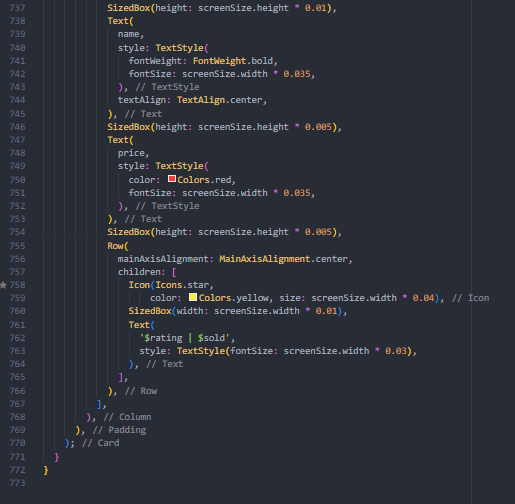 737 SizedBox(height: screenSize.height * 0.01),
738 Text(
739 name,
740 style: TextStyle(
741 fontWeight: FontWeight.bold,
742 fontSize: screenSize.width * 0.035,
743 ), // TextStyle
744 textAlign: TextAlign.center,
745 ), // Text
746 SizedBox(height: screenSize.height * 0.005),
747 Text(
748 price,
749 style: TextStyle(
750 color: Colors.red,
751 fontSize: screenSize.width * 0.035,
752 ), // TextStyle
753 ), // Text
754 SizedBox(height: screenSize.height * 0.005),
755 Row(
756 mainAxisAlignment: MainAxisAlignment.center,
757 children: [
758 Icon(Icons.star,
759 color: Colors.yellow, size: screenSize.width * 0.04), // Icon
760 SizedBox(width: screenSize.width * 0.01),
761 Text(
762 '$rating | $sold',
763 style: TextStyle(fontSize: screenSize.width * 0.03),
764 ), // Text
765 ],
766 ), // Row
767 ],
768 ), // Column
769 ), // Padding
770 ); // Card
771 }
772 }
773